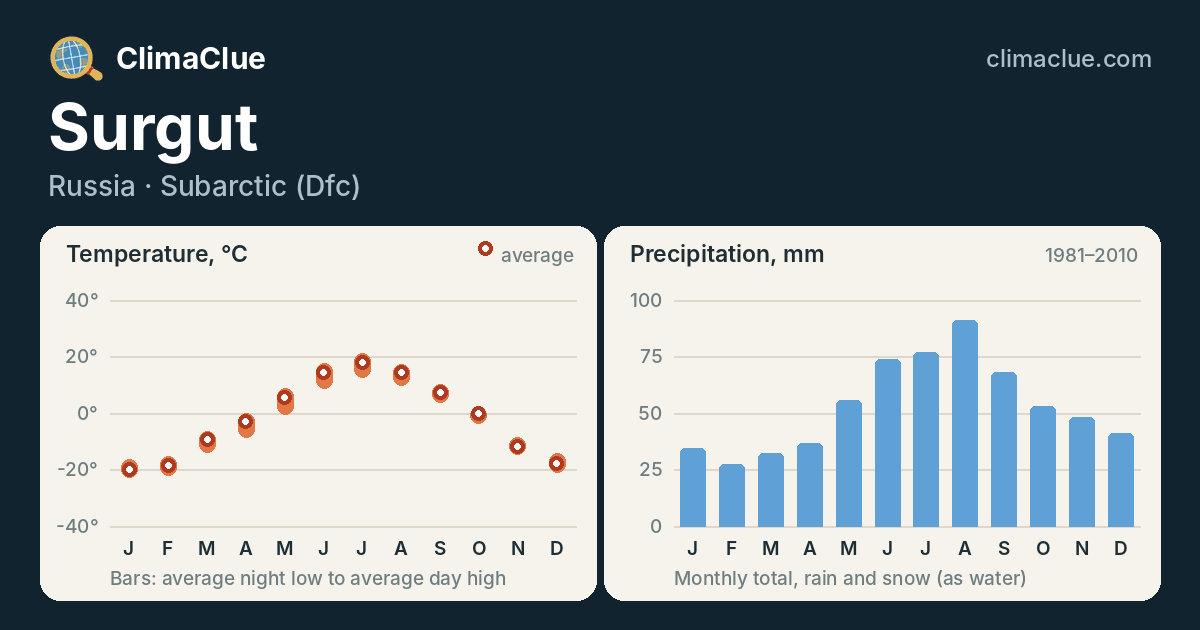 ClimaClue
climaclue.com
Surgut
Russia · Subarctic (Dfc)
Temperature, °C
average
40°
20°
0°
-20°
-40°
J F M A M J J A S O N D
Bars: average night low to average day high
Precipitation, mm
1981–2010
100
75
50
25
0
J F M A M J J A S O N D
Monthly total, rain and snow (as water)